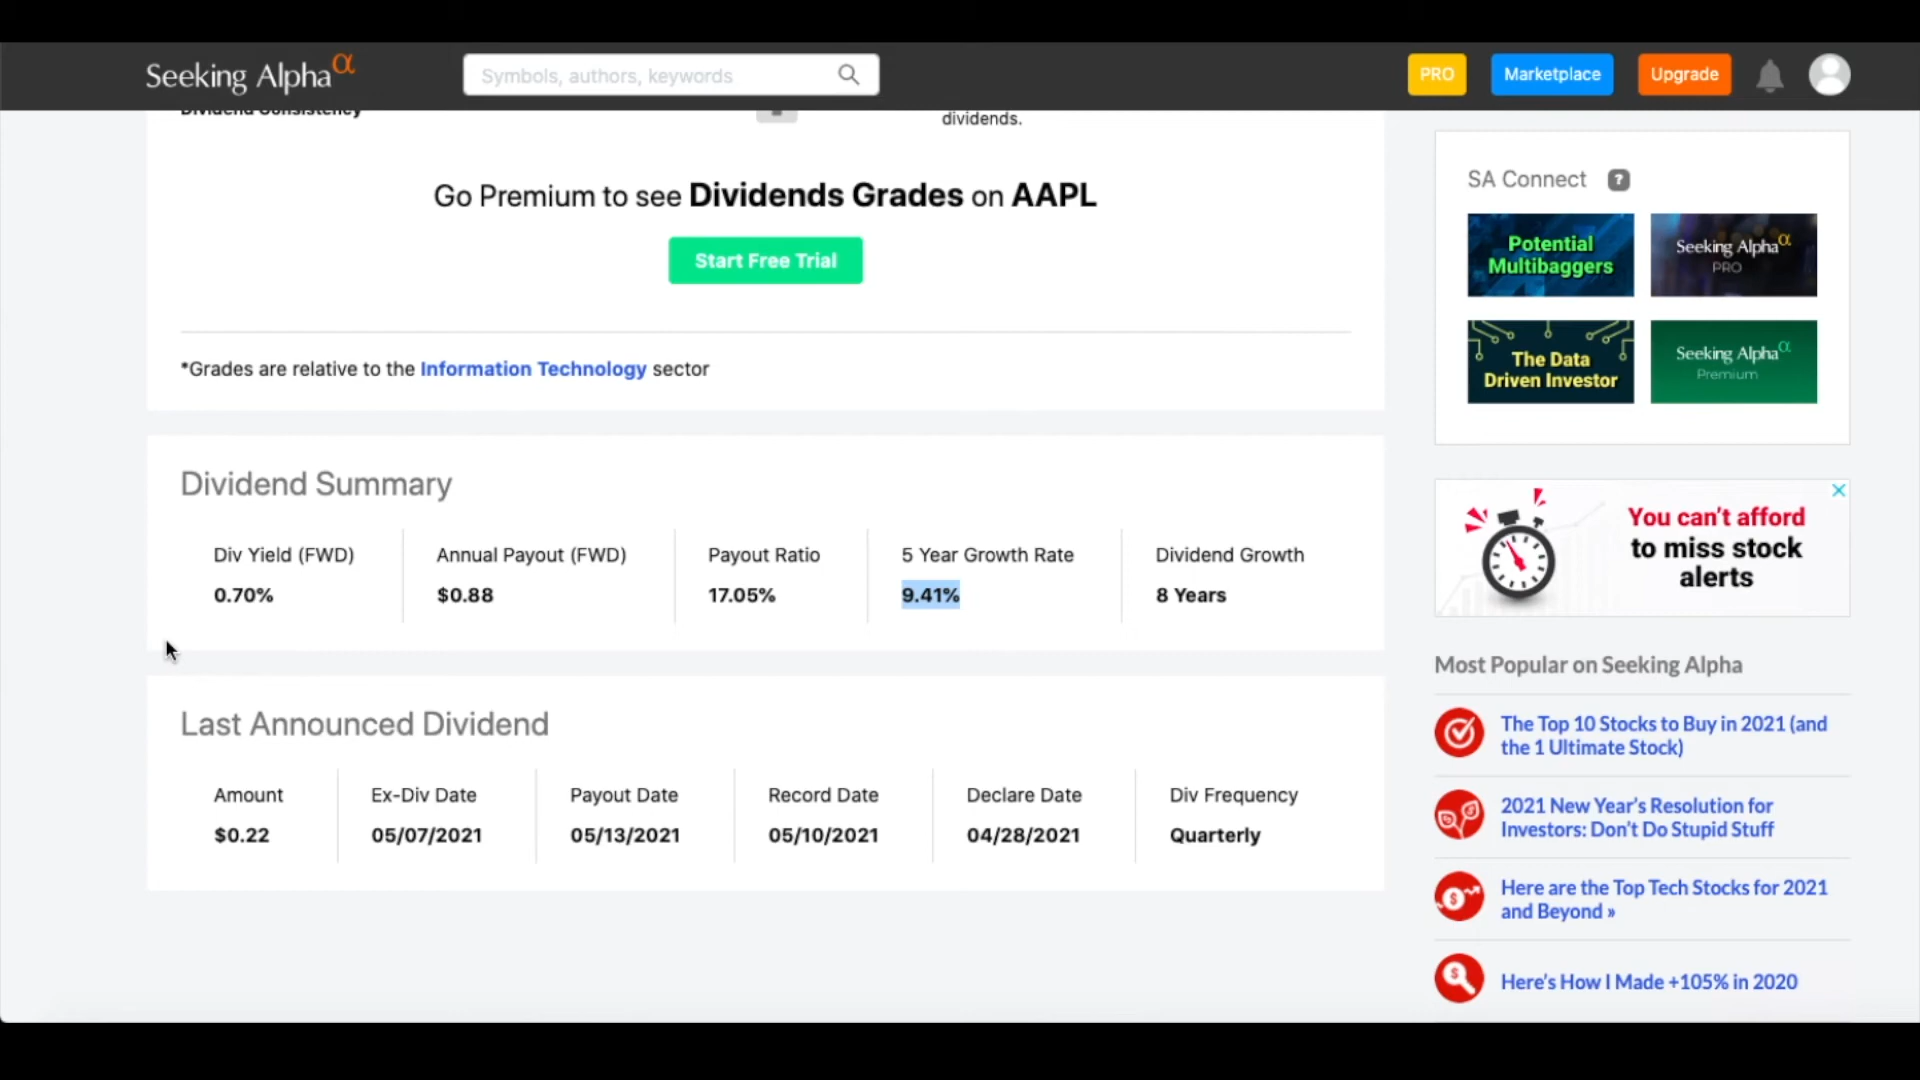 Seeking Alpha α
Symbols, authors, keywords
PRO
Marketplace
Upgrade
Dividend Consistency
dividends.
Go Premium to see Dividends Grades on AAPL
Start Free Trial
*Grades are relative to the Information Technology sector
SA Connect ?
Potential
Multibaggers
Seeking Alpha α
PRO
The Data
Driven Investor
Seeking Alpha α
Premium
Dividend Summary
Div Yield (FWD)
0.70%
Annual Payout (FWD)
$0.88
Payout Ratio
17.05%
5 Year Growth Rate
9.41%
Dividend Growth
8 Years
You can't afford
to miss stock
alerts
Last Announced Dividend
Amount
$0.22
Ex-Div Date
05/07/2021
Payout Date
05/13/2021
Record Date
05/10/2021
Declare Date
04/28/2021
Div Frequency
Quarterly
Most Popular on Seeking Alpha
The Top 10 Stocks to Buy in 2021 (and
the 1 Ultimate Stock)
2021 New Year's Resolution for
Investors: Don't Do Stupid Stuff
Here are the Top Tech Stocks for 2021
and Beyond »
Here's How I Made +105% in 2020